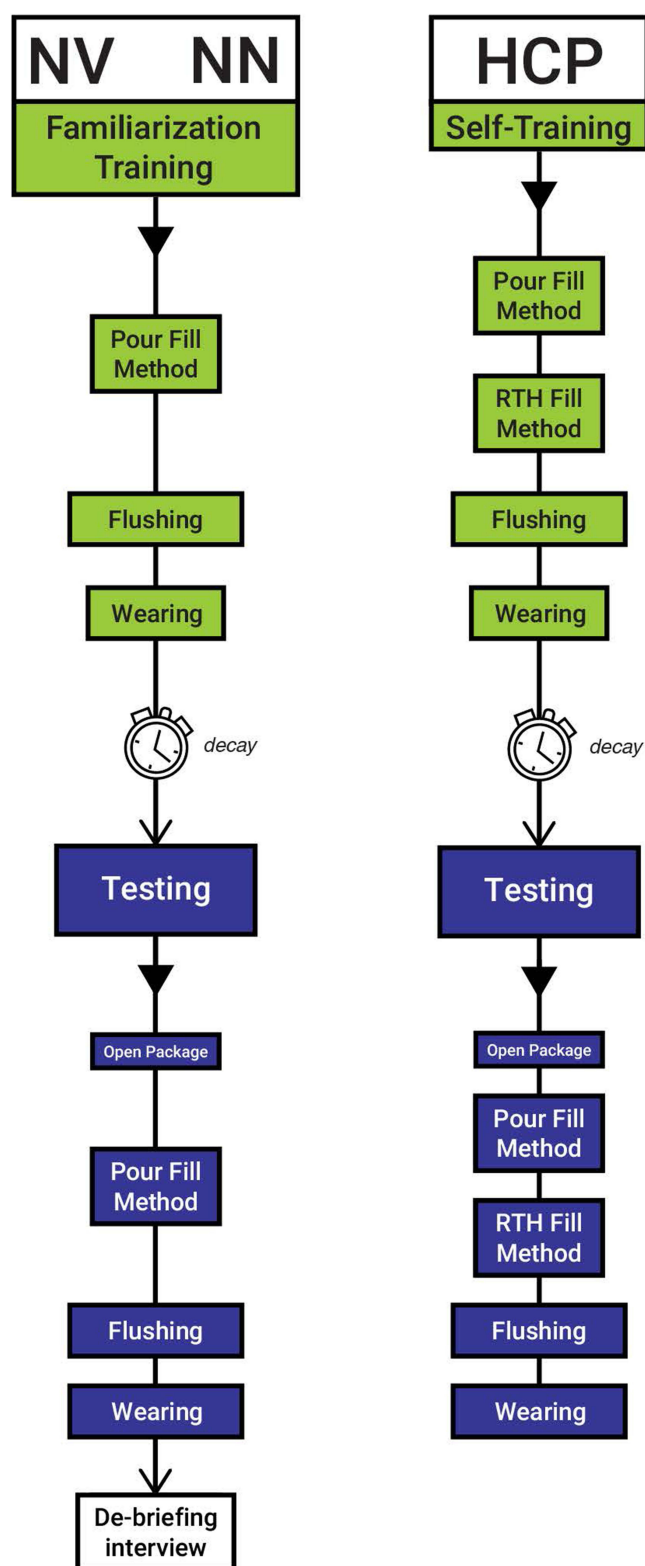 NV NN
Familiarization
Training
Pour Fill
Method
Flushing
Wearing
decay
Testing
Open Package
Pour Fill
Method
Flushing
Wearing
De-briefing
interview
HCP
Self-Training
Pour Fill
Method
RTH Fill
Method
Flushing
Wearing
decay
Testing
Open Package
Pour Fill
Method
RTH Fill
Method
Flushing
Wearing